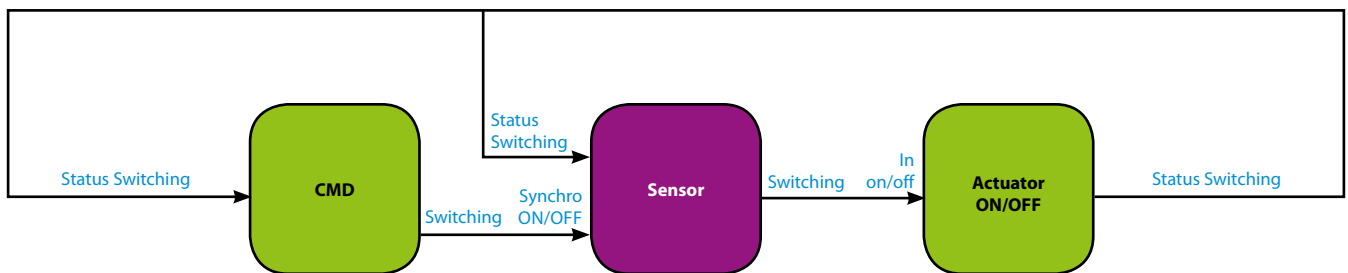 Status Switching
CMD
Switching
Synchro
ON/OFF
Status
Switching
Sensor
Switching
In
on/off
Actuator
ON/OFF
Status Switching